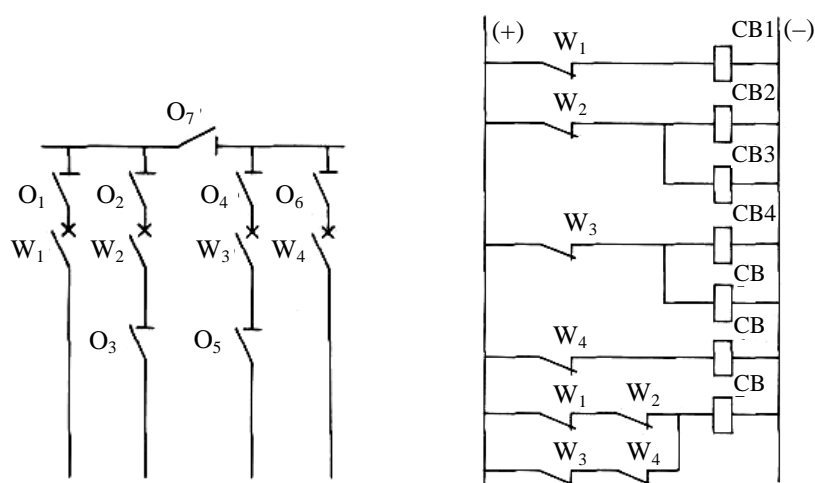 O₇
O₁ O₂ O₄ O₆
W₁ W₂ W₃ W₄
O₃ O₅
(+) (–)
W₁ CB1
W₂ CB2
CB3
W₃ CB4
CB
W₄ CB
W₁ W₂ CB
W₃ W₄